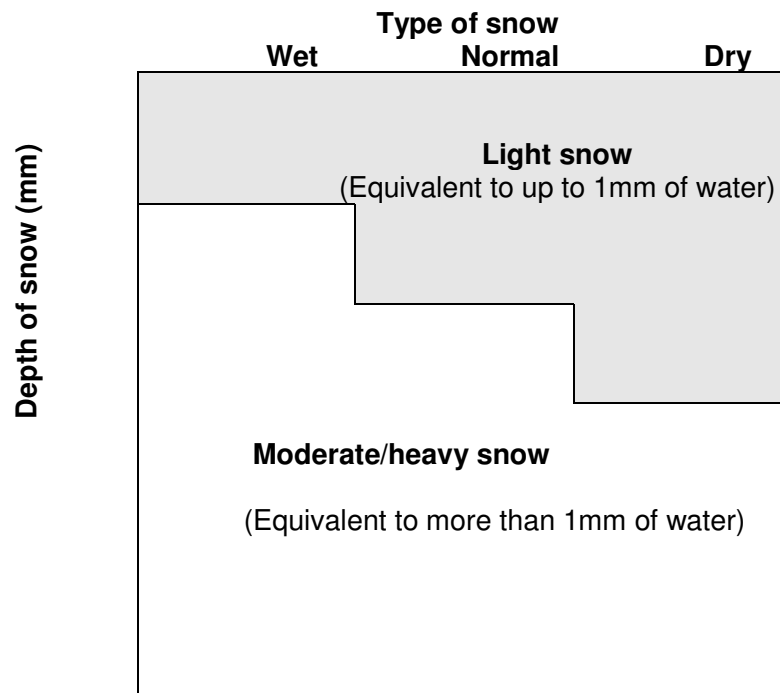 Type of snow
Wet Normal Dry
Depth of snow (mm)
Light snow
(Equivalent to up to 1mm of water)
Moderate/heavy snow
(Equivalent to more than 1mm of water)